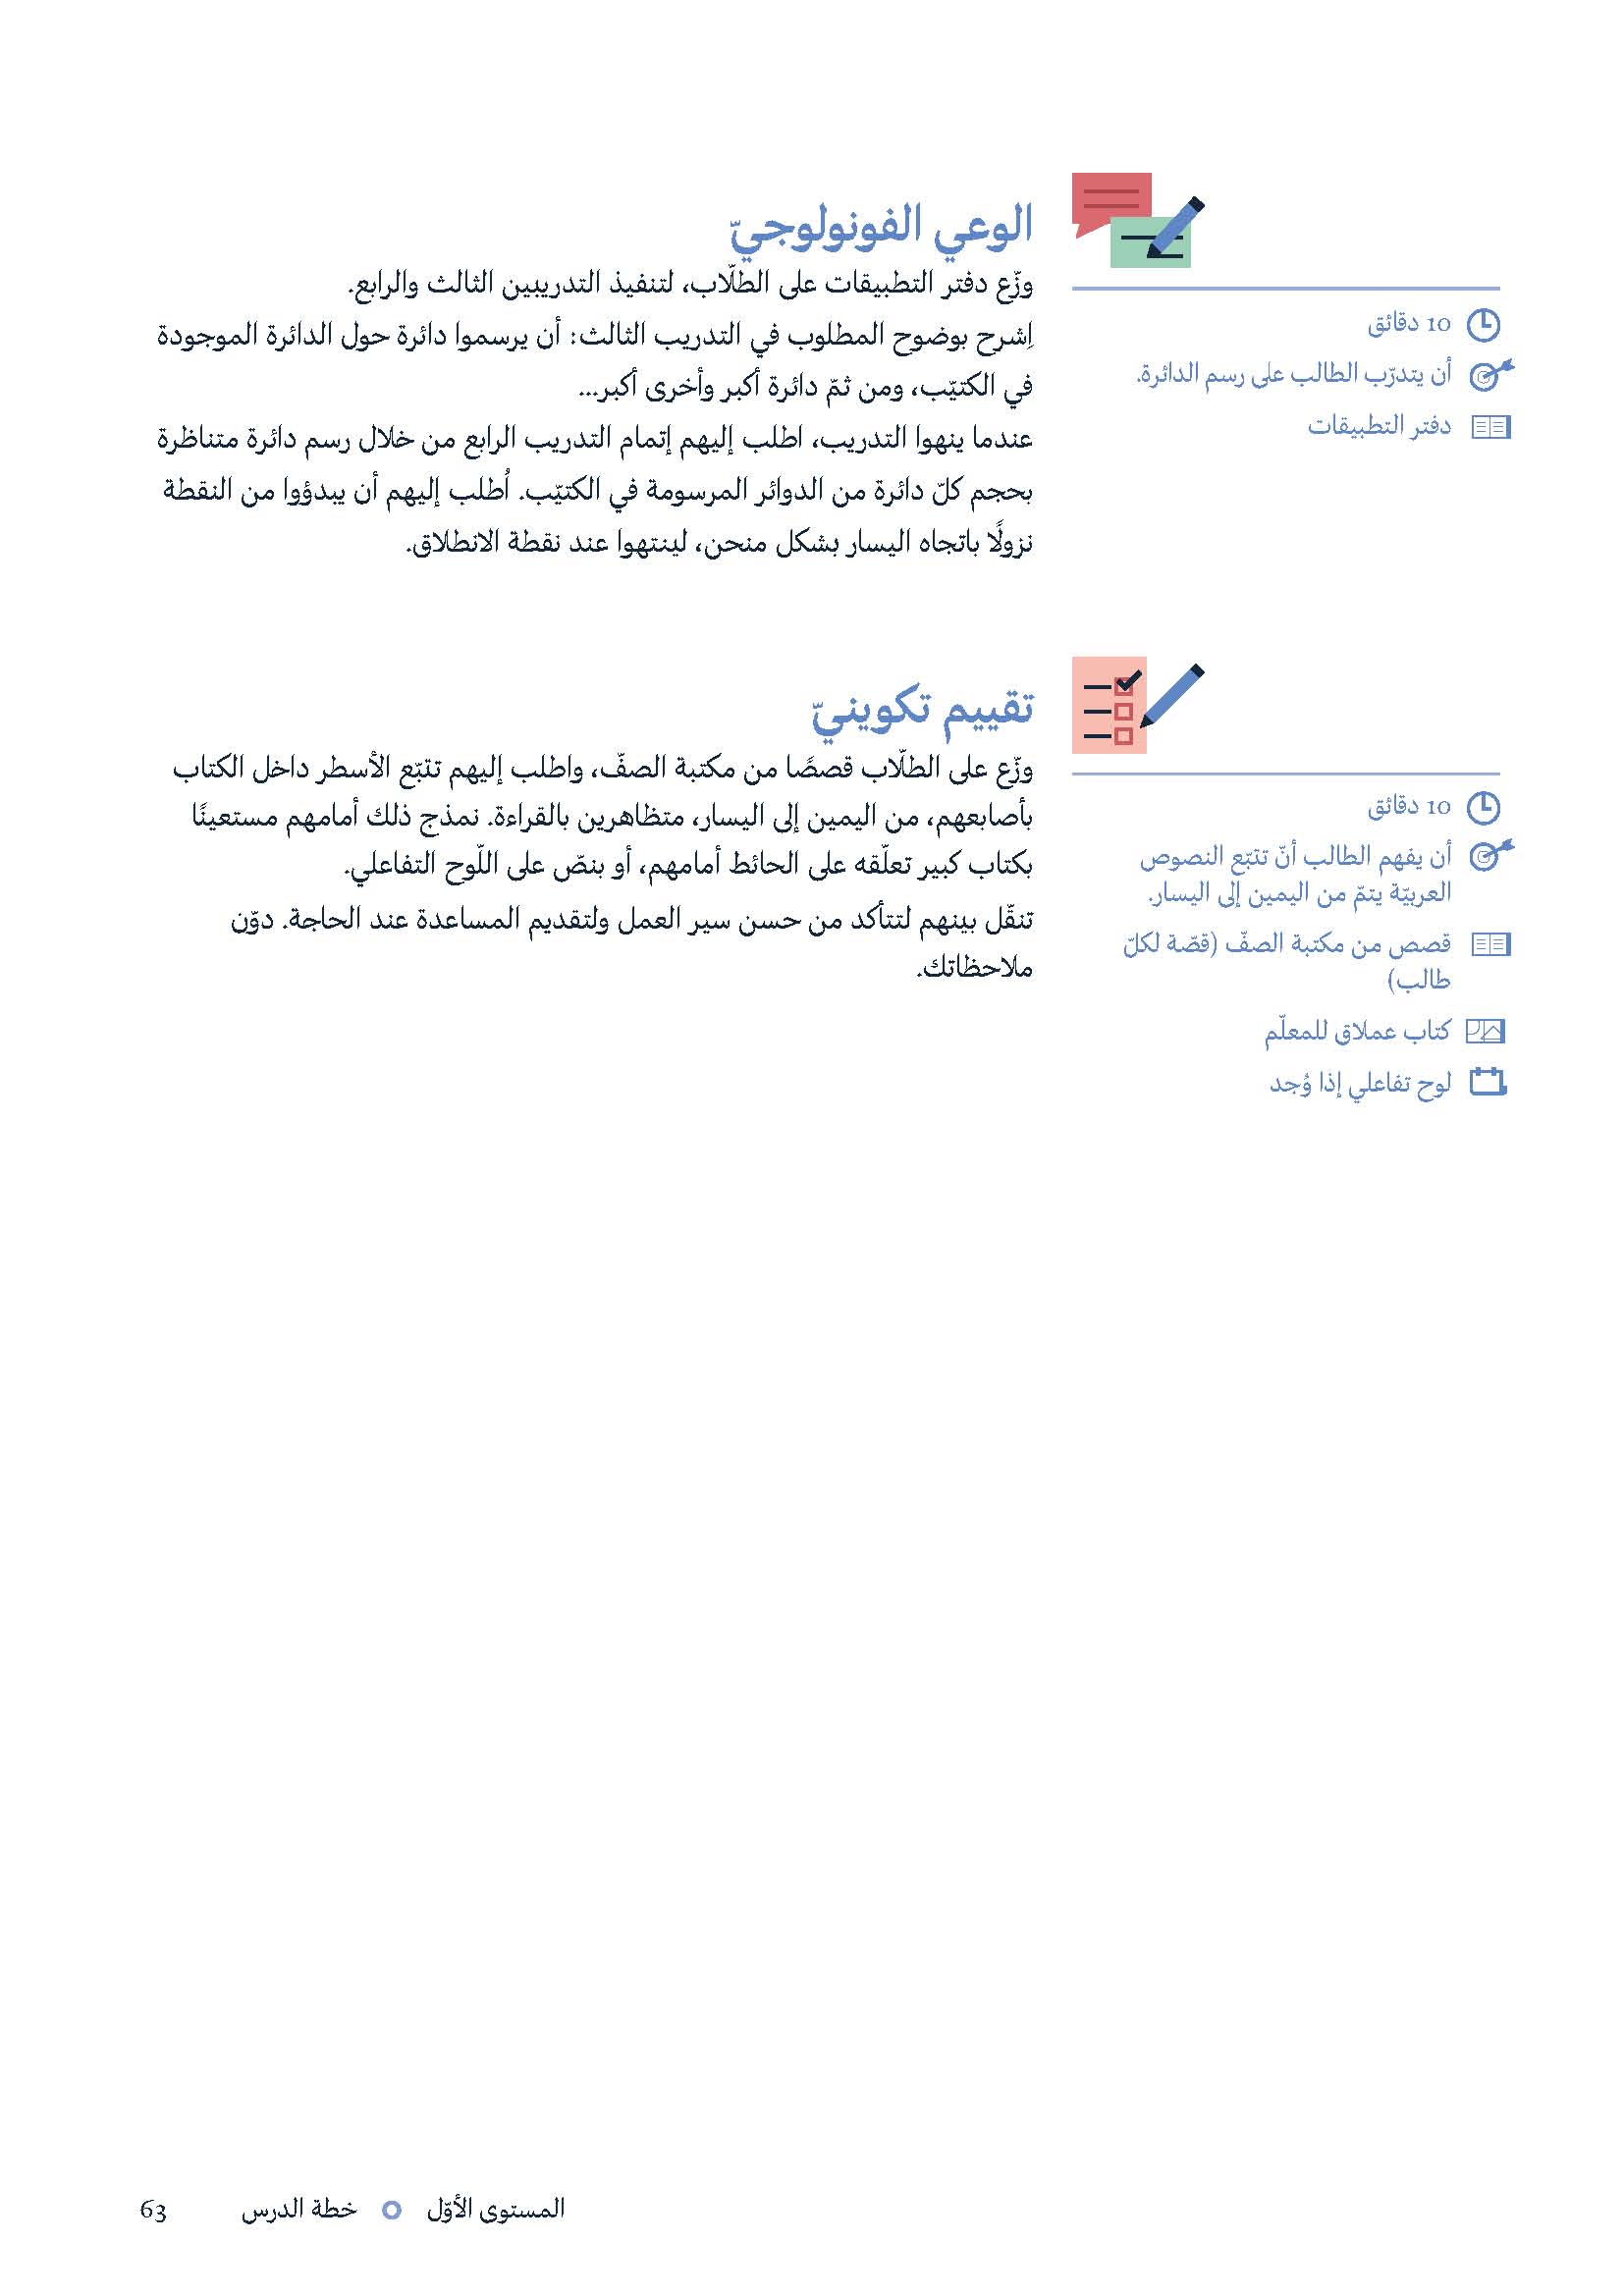 الوعي الفونولوجيّ
10 دقائق
أن يتدرّب الطالب على رسم الدائرة.
دفتر التطبيقات
وزّع دفتر التطبيقات على الطلّاب، لتنفيذ التدريبين الثالث والرابع.
اِشرح بوضوح المطلوب في التدريب الثالث: أن يرسموا دائرة حول الدائرة الموجودة
في الكتيّب، ومن ثمّ دائرة أكبر وأخرى أكبر...
عندما ينهوا التدريب، اطلب إليهم إتمام التدريب الرابع من خلال رسم دائرة متناظرة
بحجم كلّ دائرة من الدوائر المرسومة في الكتيّب. اُطلب إليهم أن يبدؤوا من النقطة
نزولًا باتجاه اليسار بشكل منحن، لينتهوا عند نقطة الانطلاق.
تقييم تكوينيّ
10 دقائق
أن يفهم الطالب أنّ تتبّع النصوص
العربيّة يتمّ من اليمين إلى اليسار.
قصص من مكتبة الصفّ (قصّة لكلّ
طالب)
كتاب عملاق للمعلّم
لوح تفاعلي إذا وُجد
وزّع على الطلّاب قصصًا من مكتبة الصفّ، واطلب إليهم تتبّع الأسطر داخل الكتاب
بأصابعهم، من اليمين إلى اليسار، متظاهرين بالقراءة. نمذج ذلك أمامهم مستعينًا
بكتاب كبير تعلّقه على الحائط أمامهم، أو بنصّ على اللّوح التفاعلي.
تنقّل بينهم لتتأكد من حسن سير العمل ولتقديم المساعدة عند الحاجة. دوّن
ملاحظاتك.
المستوى الأوّل خطة الدرس 63